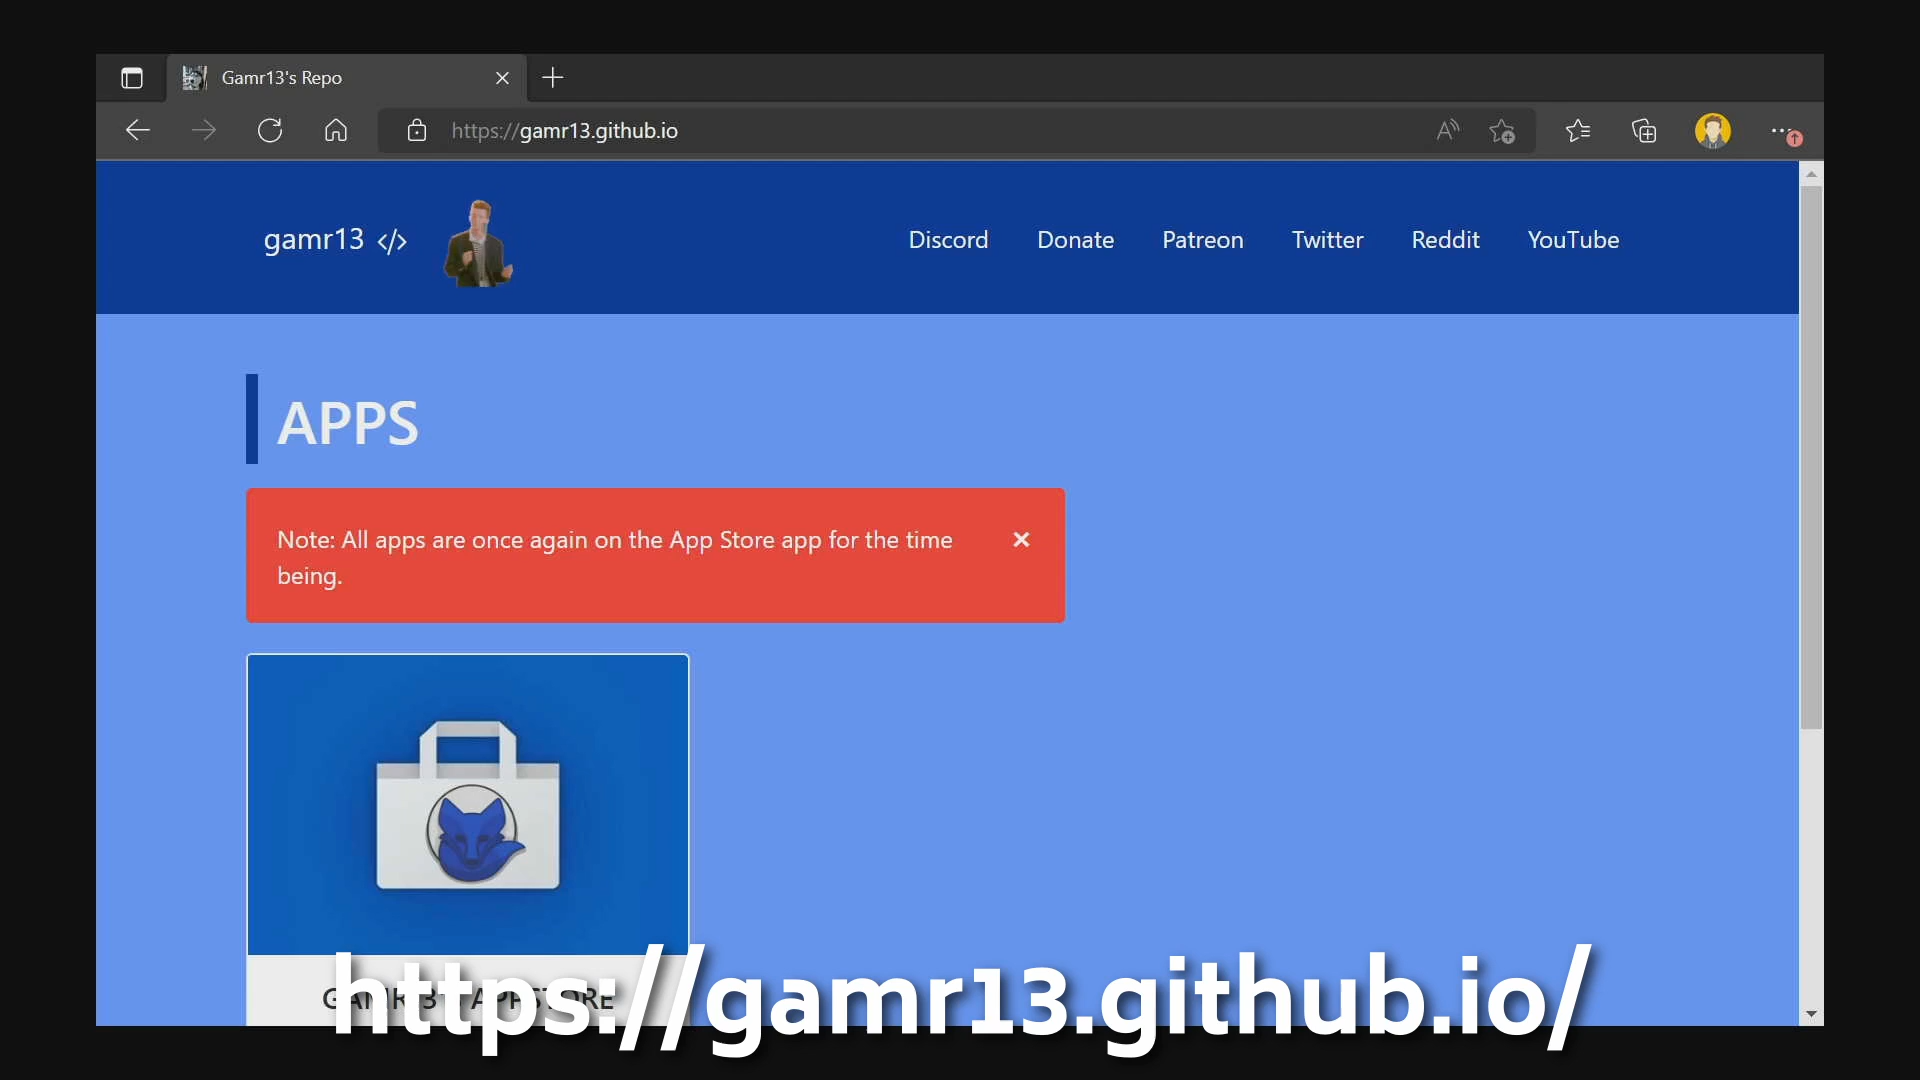 Gamr13's Repo
https://gamr13.github.io
gamr13 </>
Discord Donate Patreon Twitter Reddit YouTube
APPS
Note: All apps are once again on the App Store app for the time
being.
https://gamr13.github.io/